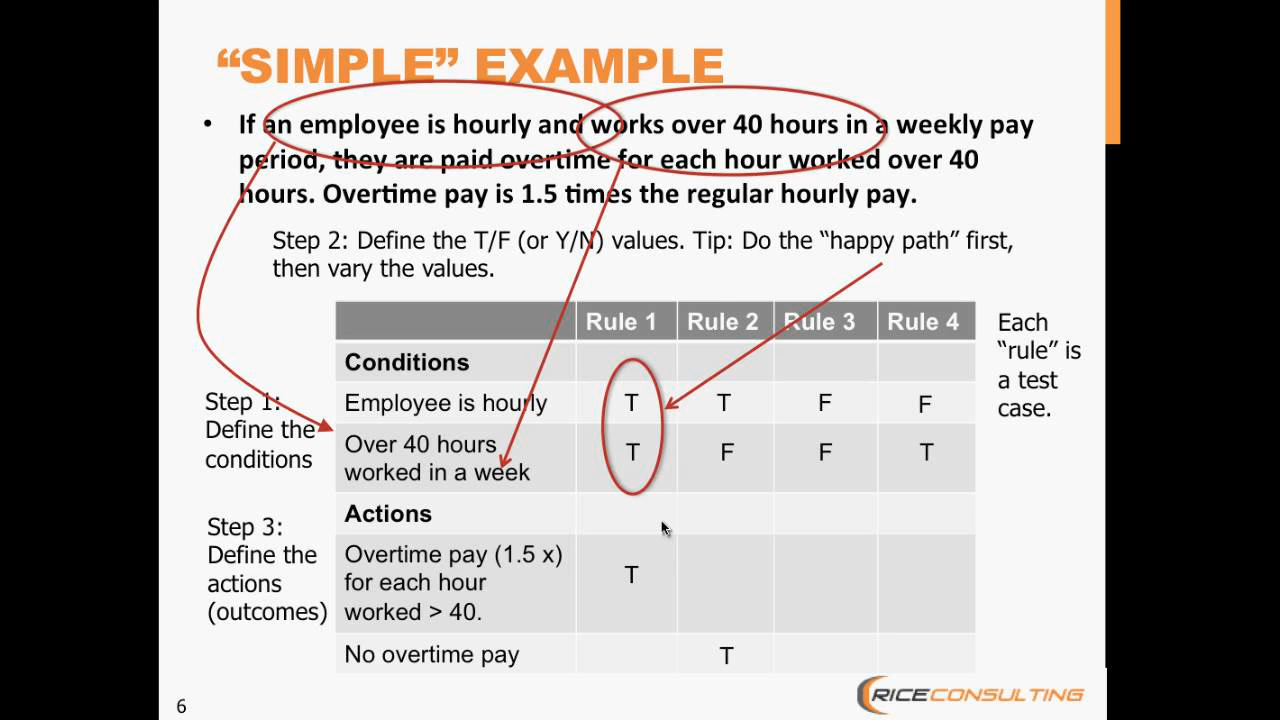 “SIMPLE” EXAMPLE
• If an employee is hourly and works over 40 hours in a weekly pay
period, they are paid overtime for each hour worked over 40
hours. Overtime pay is 1.5 times the regular hourly pay.
Step 2: Define the T/F (or Y/N) values. Tip: Do the “happy path” first,
then vary the values.
Rule 1 Rule 2 Rule 3 Rule 4
Conditions
Employee is hourly T T F F
Over 40 hours
worked in a week T F F T
Actions
Overtime pay (1.5 x)
for each hour T
worked > 40.
No overtime pay T
Step 1:
Define the
conditions
Step 3:
Define the
actions
(outcomes)
Each
“rule” is
a test
case.
6
RICECONSULTING